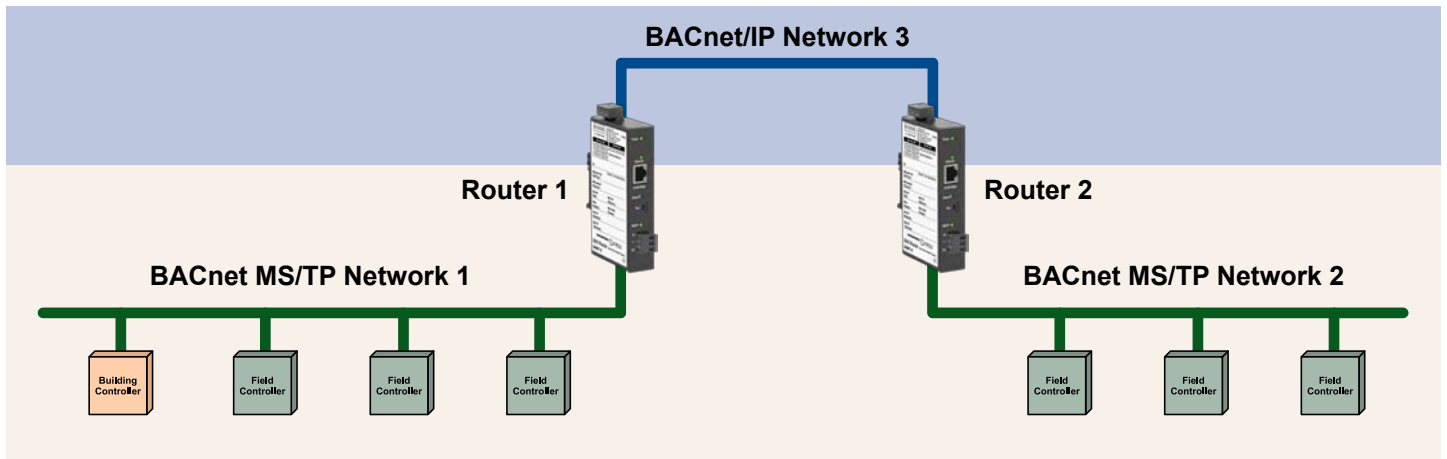 BACnet/IP Network 3
Router 1
Router 2
BACnet MS/TP Network 1
BACnet MS/TP Network 2
Building
Controller
Field
Controller
Field
Controller
Field
Controller
Field
Controller
Field
Controller
Field
Controller